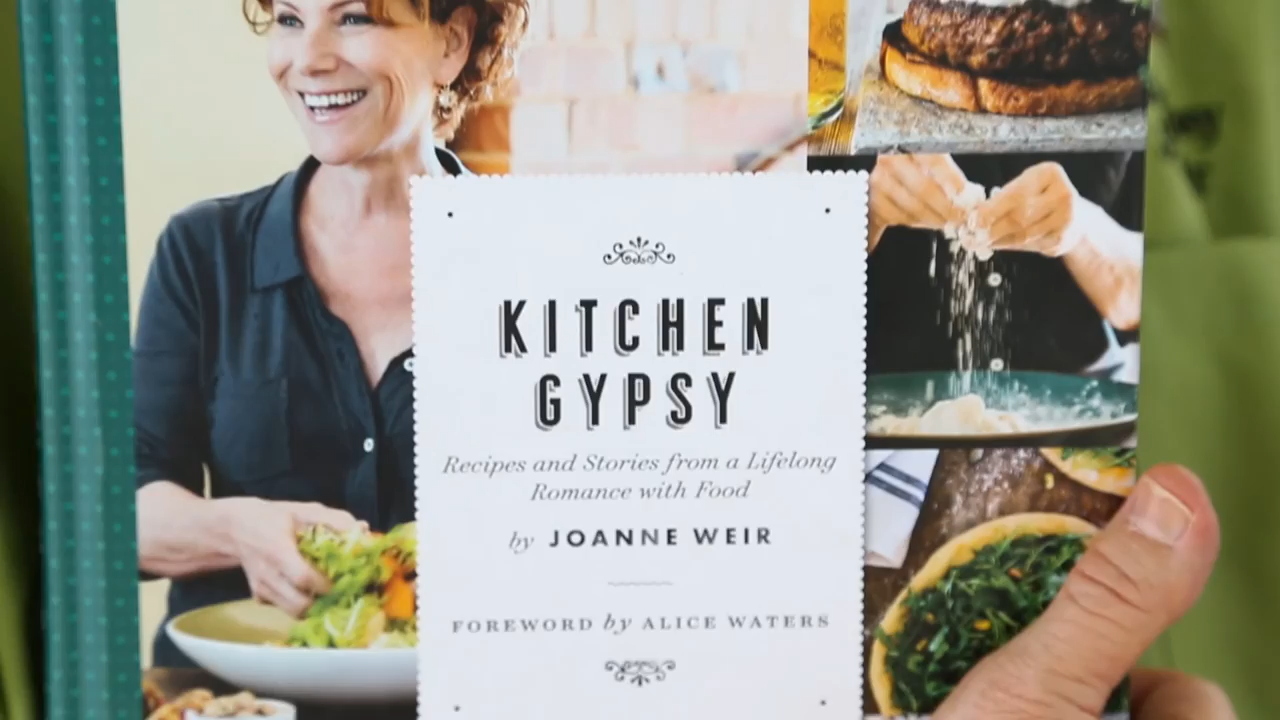 KITCHEN
GYPSY
Recipes and Stories from a Lifelong
Romance with Food
by JOANNE WEIR
FOREWORD by ALICE WATERS